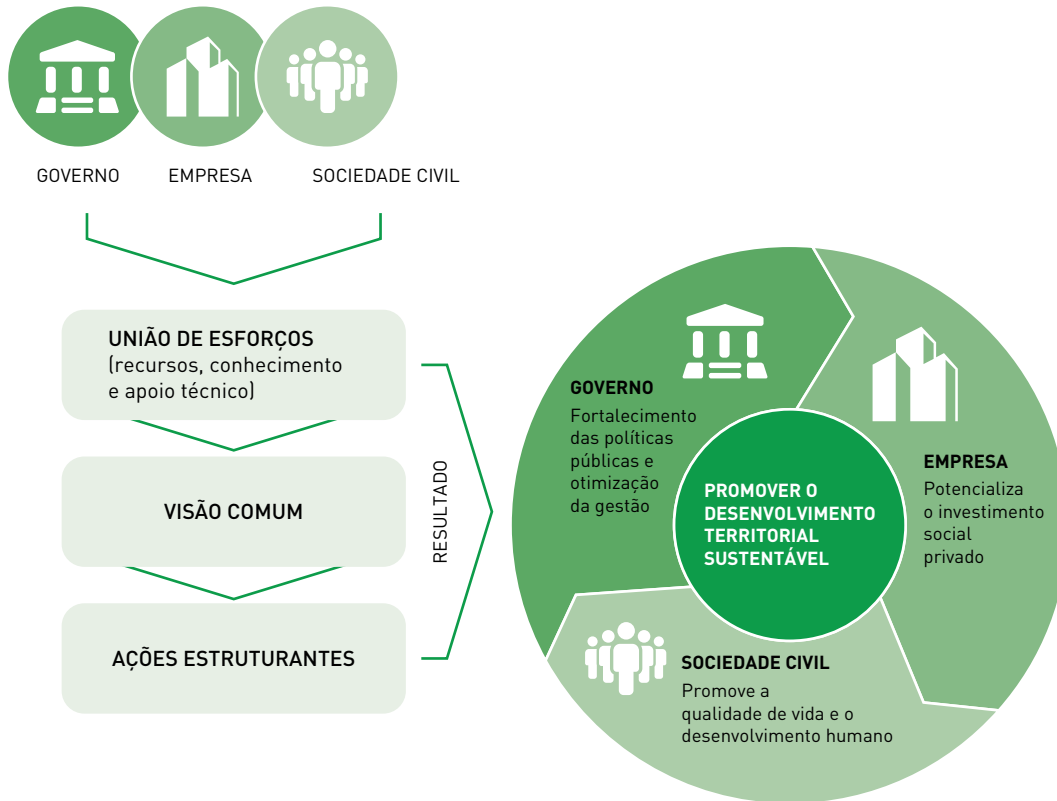 GOVERNO
EMPRESA
SOCIEDADE CIVIL
UNIÃO DE ESFORÇOS
(recursos, conhecimento
e apoio técnico)
VISÃO COMUM
AÇÕES ESTRUTURANTES
RESULTADO
GOVERNO
Fortalecimento
das políticas
públicas e
otimização
da gestão
EMPRESA
Potencializa
o investimento
social
privado
PROMOVER O
DESENVOLVIMENTO
TERRITORIAL
SUSTENTÁVEL
SOCIEDADE CIVIL
Promove a
qualidade de vida e o
desenvolvimento humano